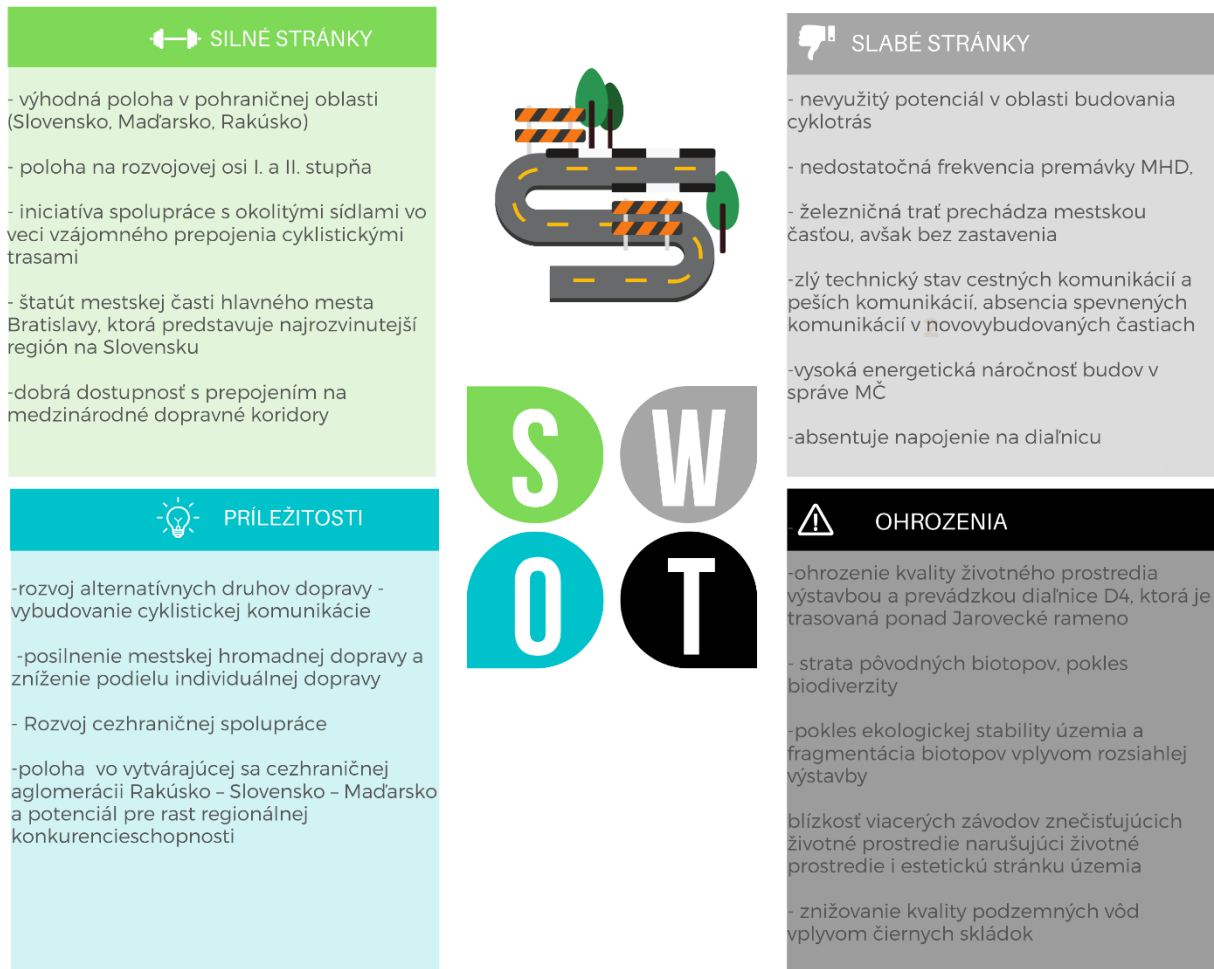 SILNÉ STRÁNKY
- výhodná poloha v pohraničnej oblasti
(Slovensko, Maďarsko, Rakúsko)
- poloha na rozvojovej osi I. a II. stupňa
- iniciatíva spolupráce s okolitými sídlami vo
veci vzájomného prepojenia cyklistickými
trasami
- štatút mestskej časti hlavného mesta
Bratislavy, ktorá predstavuje najrozvinutejší
región na Slovensku
-dobrá dostupnosť s prepojením na
medzinárodné dopravné koridory
SLABÉ STRÁNKY
- nevyužitý potenciál v oblasti budovania
cyklotrás
- nedostatočná frekvencia premávky MHD,
- železničná trať prechádza mestskou
časťou, avšak bez zastavenia
-zlý technický stav cestných komunikácií a
peších komunikácií, absencia spevnených
komunikácií v novovybudovaných častiach
-vysoká energetická náročnosť budov v
správe MČ
-absentuje napojenie na diaľnicu
S W
O T
PRÍLEŽITOSTI
-rozvoj alternatívnych druhov dopravy -
vybudovanie cyklistickej komunikácie
-posilnenie mestskej hromadnej dopravy a
zníženie podielu individuálnej dopravy
- Rozvoj cezhraničnej spolupráce
-poloha vo vytvárajúcej sa cezhraničnej
aglomerácii Rakúsko – Slovensko – Maďarsko
a potenciál pre rast regionálnej
konkurencieschopnosti
- OHROZENIA
-ohrozenie kvality životného prostredia
výstavbou a prevádzkou diaľnice D4, ktorá je
trasovaná ponad Jarovecké rameno
- strata pôvodných biotopov, pokles
biodiverzity
-pokles ekologickej stability územia a
fragmentácia biotopov vplyvom rozsiahlej
výstavby
blízkosť viacerých závodov znečisťujúcich
životné prostredie narušujúci životné
prostredie i estetickú stránku územia
- znižovanie kvality podzemných vôd
vplyvom čiernych skládok